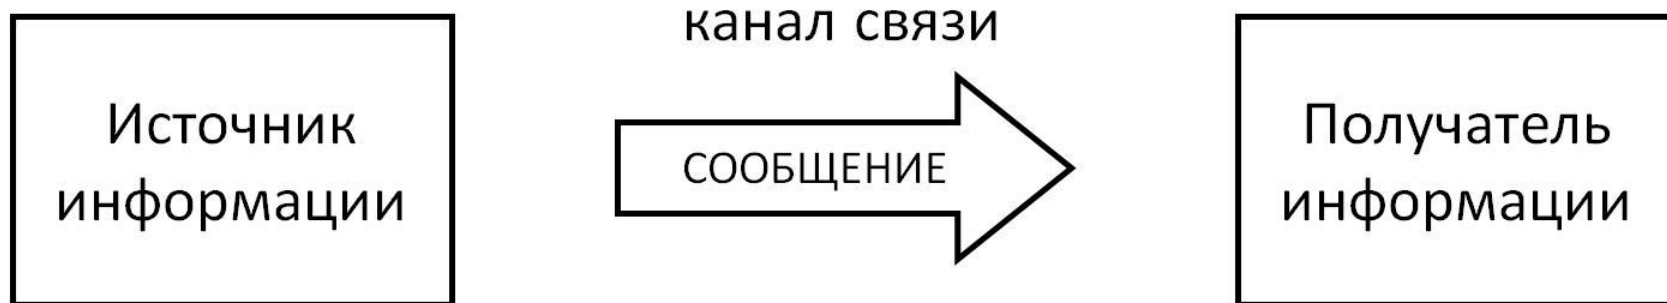 канал связи
Источник
информации
СООБЩЕНИЕ
Получатель
информации